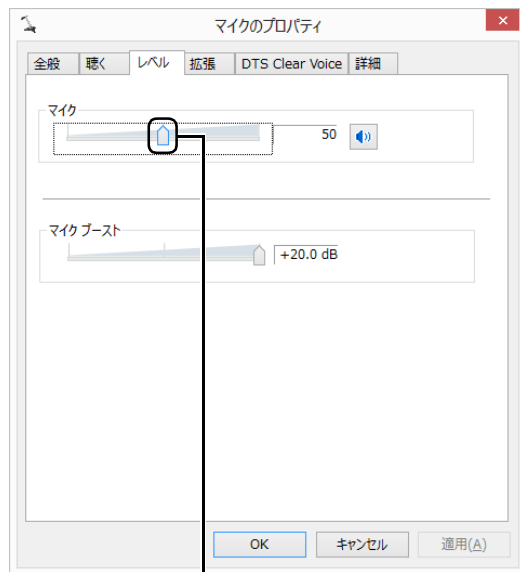 マイクのプロパティ
全般 聴く レベル 拡張 DTS Clear Voice 詳細
マイク
50
マイク ブースト
+20.0 dB
OK キャンセル 適用(A)